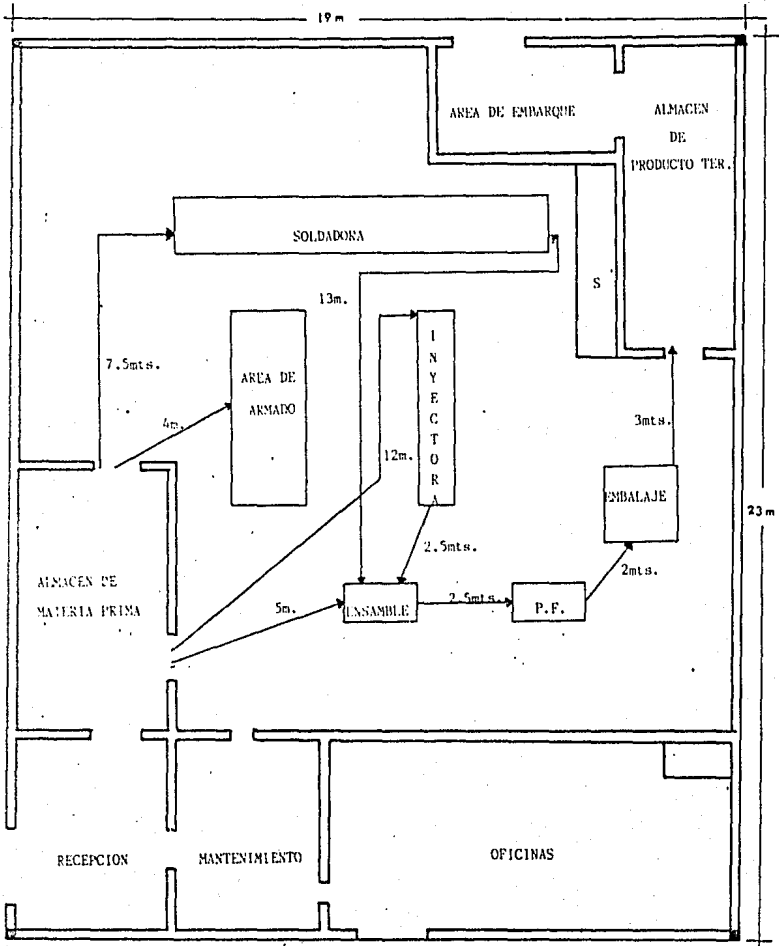 19 m
AREA DE EMBARQUE
ALMACEN
DE
PRODUCTO TER.
SOLDADORA
S
13m.
7.5mts.
AREA DE
ARMADO
4m.
I
N
Y
E
C
T
O
R
A
12m.
3mts.
EMBALAJE
23 m
2.5mts.
2mts.
ALMACEN DE
MATERIA PRIMA
5m.
ENSAMBLE
2.5mts.
P.F.
RECEPCION
MANTENIMIENTO
OFICINAS